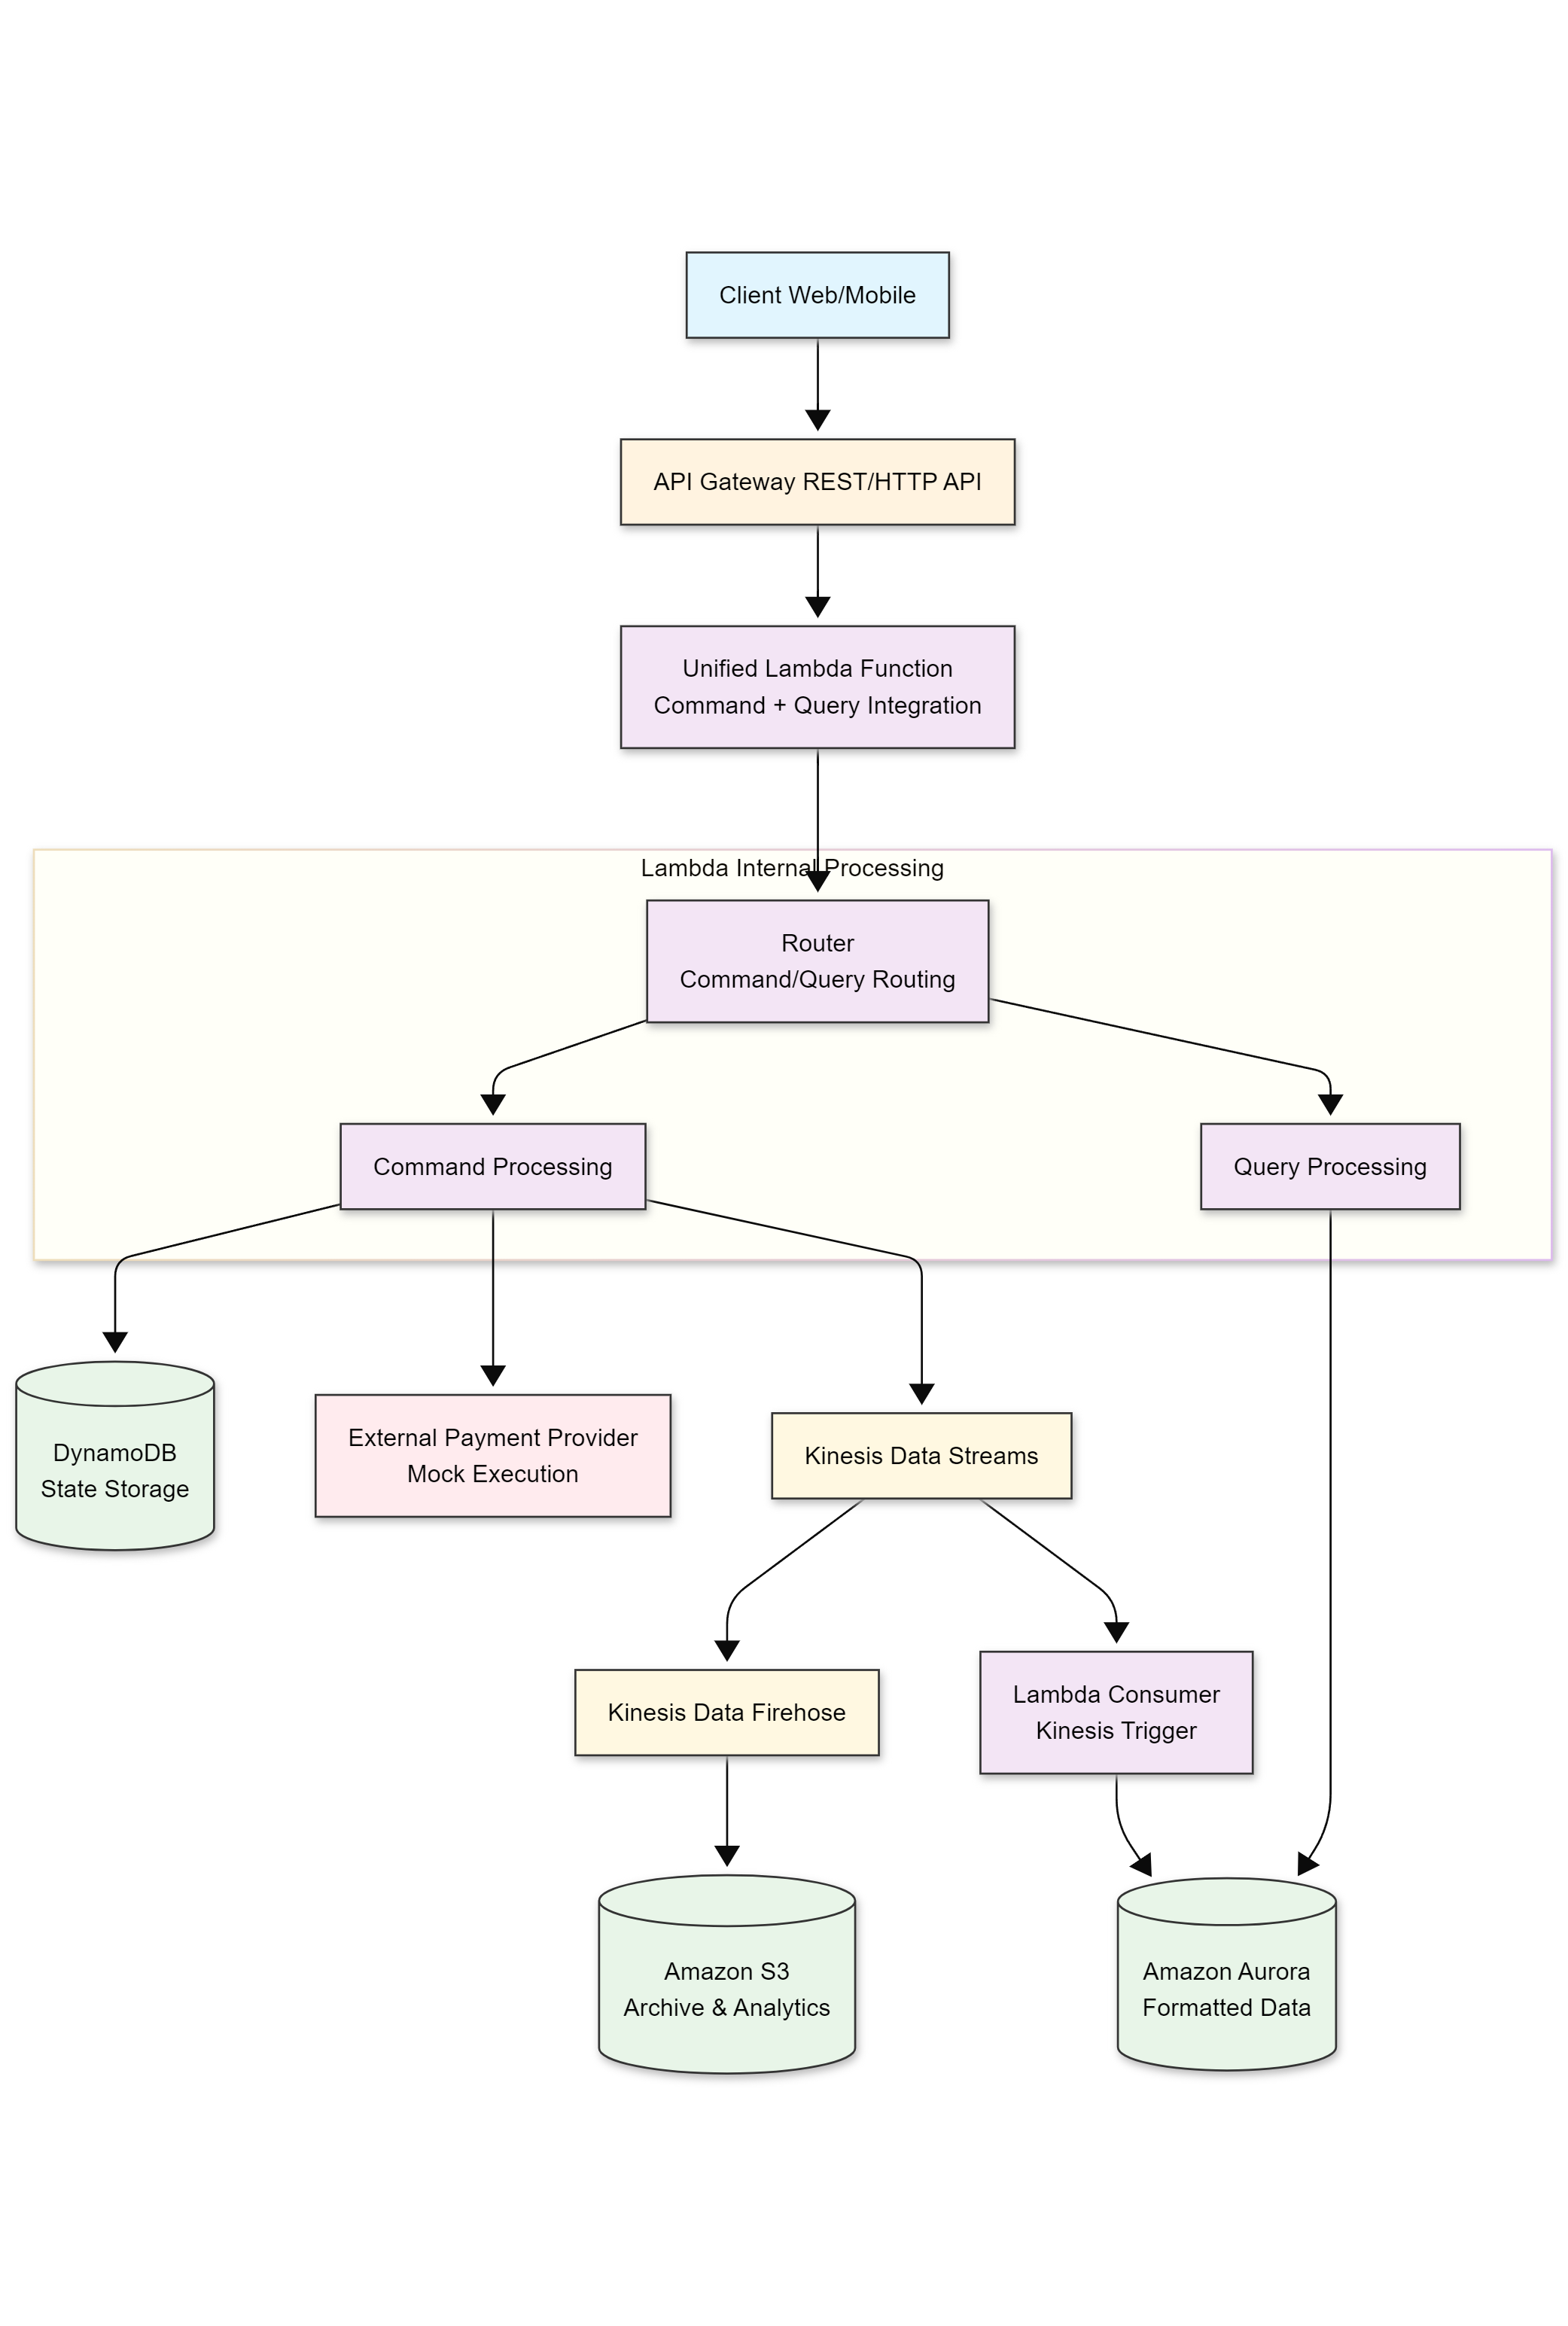 Client Web/Mobile
API Gateway REST/HTTP API
Unified Lambda Function
Command + Query Integration
Lambda Internal Processing
Router
Command/Query Routing
Command Processing
Query Processing
DynamoDB
State Storage
External Payment Provider
Mock Execution
Kinesis Data Streams
Kinesis Data Firehose
Lambda Consumer
Kinesis Trigger
Amazon S3
Archive & Analytics
Amazon Aurora
Formatted Data